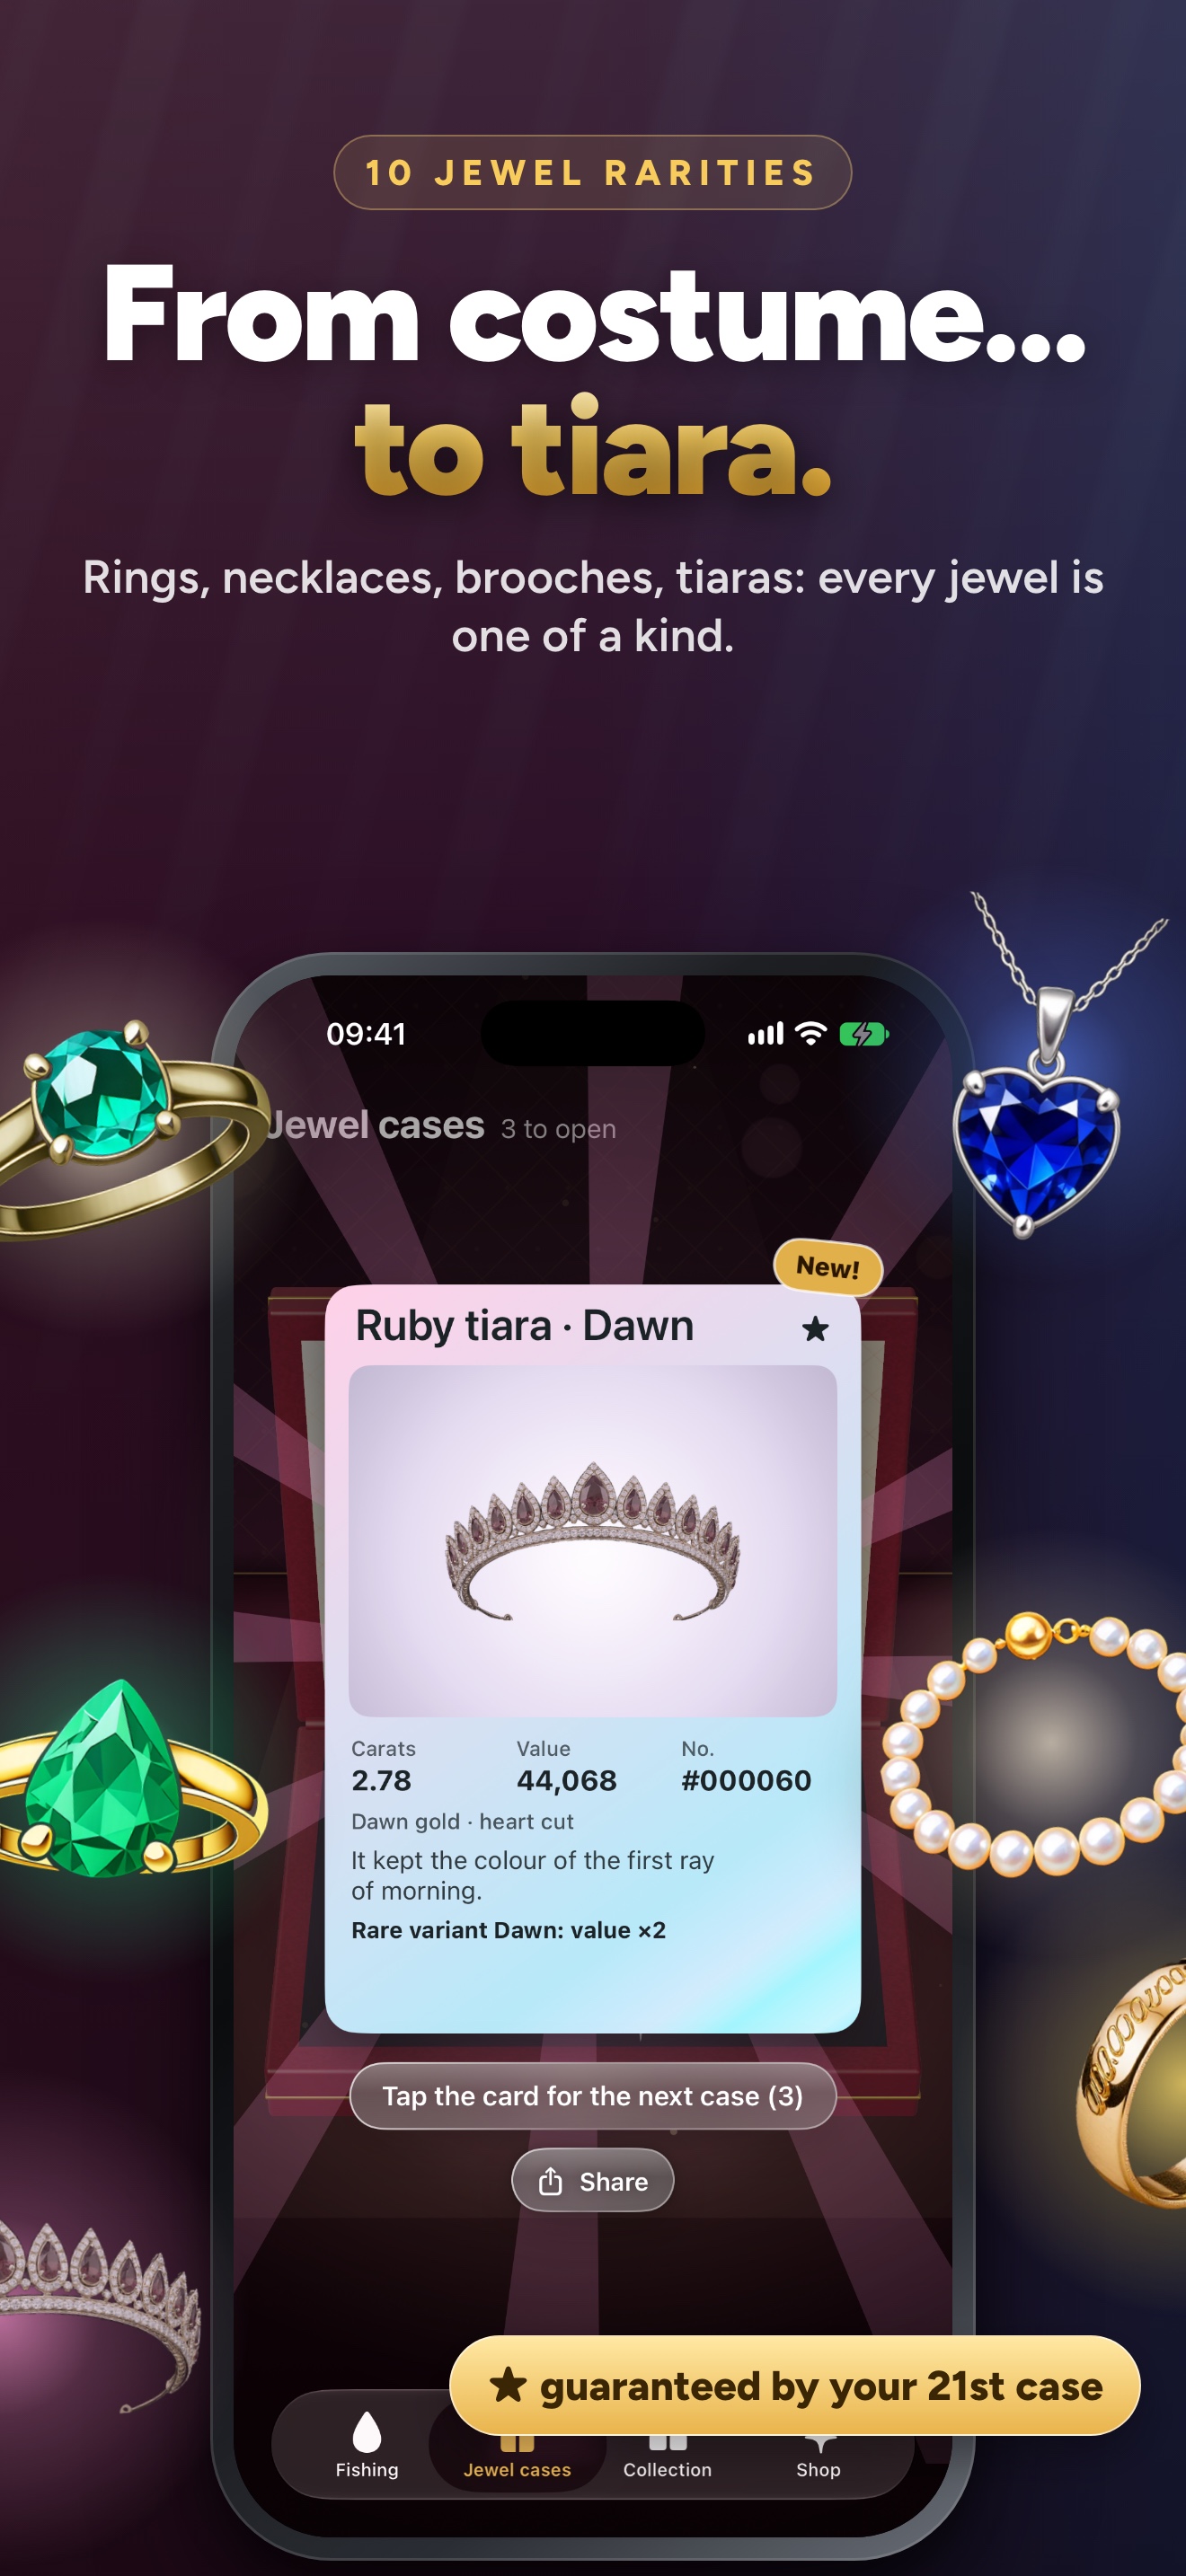 10 JEWEL RARITIES
From costume...
to tiara.
Rings, necklaces, brooches, tiaras: every jewel is
one of a kind.
09:41
Jewel cases 3 to open
New!
Ruby tiara · Dawn ★
Carats Value No.
2.78 44,068 #000060
Dawn gold · heart cut
It kept the colour of the first ray
of morning.
Rare variant Dawn: value ×2
Tap the card for the next case (3)
Share
★ guaranteed by your 21st case
Fishing Jewel cases Collection Shop